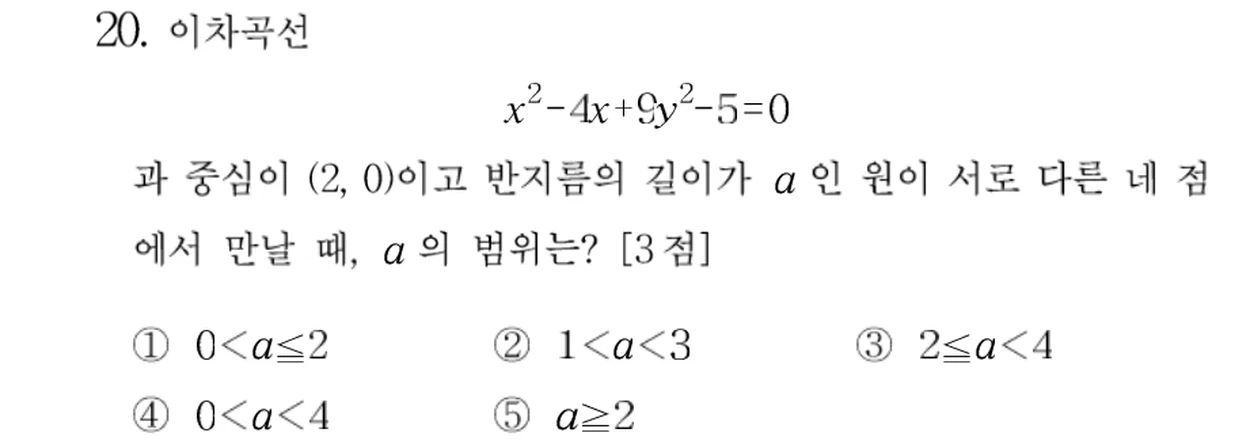 20. 이차곡선
x²-4x+9y²-5=0
과 중심이 (2, 0)이고 반지름의 길이가 a 인 원이 서로 다른 네 점
에서 만날 때, a 의 범위는? [3점]
① 0<a≦2 ② 1<a<3 ③ 2≦a<4
④ 0<a<4 ⑤ a≧2